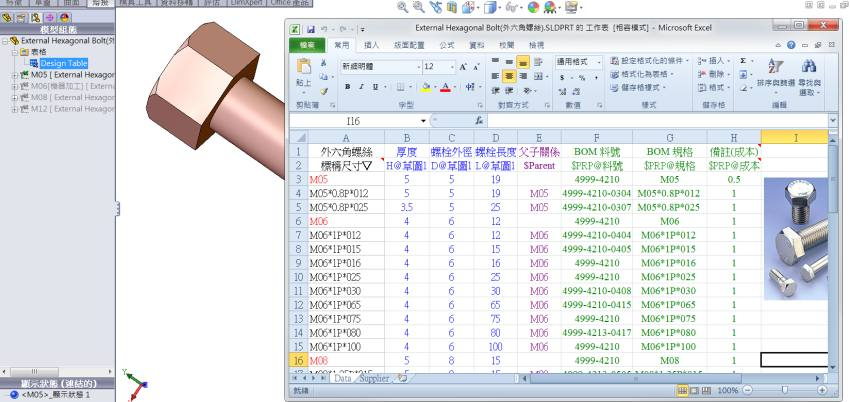 特徵 草圖 曲面 熔接 模具工具 資料移轉 評估 DimXpert Office 產品
模型組態
External Hexagonal Bolt(外
表格
Design Table
M05 [ External Hexagor
M06(機器加工) [ Extern
M08 [ External Hexagor
M12 [ External Hexagor
顯示狀態 (連結的)
<M05>_顯示狀態 1
External Hexagonal Bolt(外六角螺絲).SLDPRT 的 工作表 [相容模式] - Microsoft Excel
檔案 常用 插入 版面配置 公式 資料 校閱 檢視
貼上
新細明體 12
B I U
通用格式
$ % ,
設定格式化的條件
格式化為表格
儲存格樣式
插入
刪除
格式
Σ
排序與篩選 尋找與
選取
剪貼簿 字型 對齊方式 數值 樣式 儲存格 編輯
I16 fx
A B C D E F G H I
1 外六角螺絲 厚度 螺栓外徑 螺栓長度 父子關係 BOM 料號 BOM 規格 備註(成本)
2 標稱尺寸▽ H@草圖1 D@草圖1 L@草圖1 $Parent $PRP@料號 $PRP@規格 $PRP@成本
3 M05 5 5 19 4999-4210 M05 0.5
4 M05*0.8P*012 5 5 19 M05 4999-4210-0304 M05*0.8P*012 1
5 M05*0.8P*025 3.5 5 25 M05 4999-4210-0307 M05*0.8P*025 1
6 M06 4 6 12 4999-4210 M06 1
7 M06*1P*012 4 6 12 M06 4999-4210-0404 M06*1P*012 1
8 M06*1P*015 4 6 15 M06 4999-4210-0405 M06*1P*015 1
9 M06*1P*016 4 6 16 M06 4999-4210 M06*1P*016 1
10 M06*1P*025 4 6 25 M06 4999-4210 M06*1P*025 1
11 M06*1P*030 4 6 30 M06 4999-4210-0408 M06*1P*030 1
12 M06*1P*065 4 6 65 M06 4999-4210-0415 M06*1P*065 1
13 M06*1P*075 4 6 75 M06 4999-4210 M06*1P*075 1
14 M06*1P*080 4 6 80 M06 4999-4213-0417 M06*1P*080 1
15 M06*1P*100 4 6 100 M06 4999-4210 M06*1P*100 1
16 M08 5 8 15 4999-4210 M08 1
Data Supplier
就緒 100%